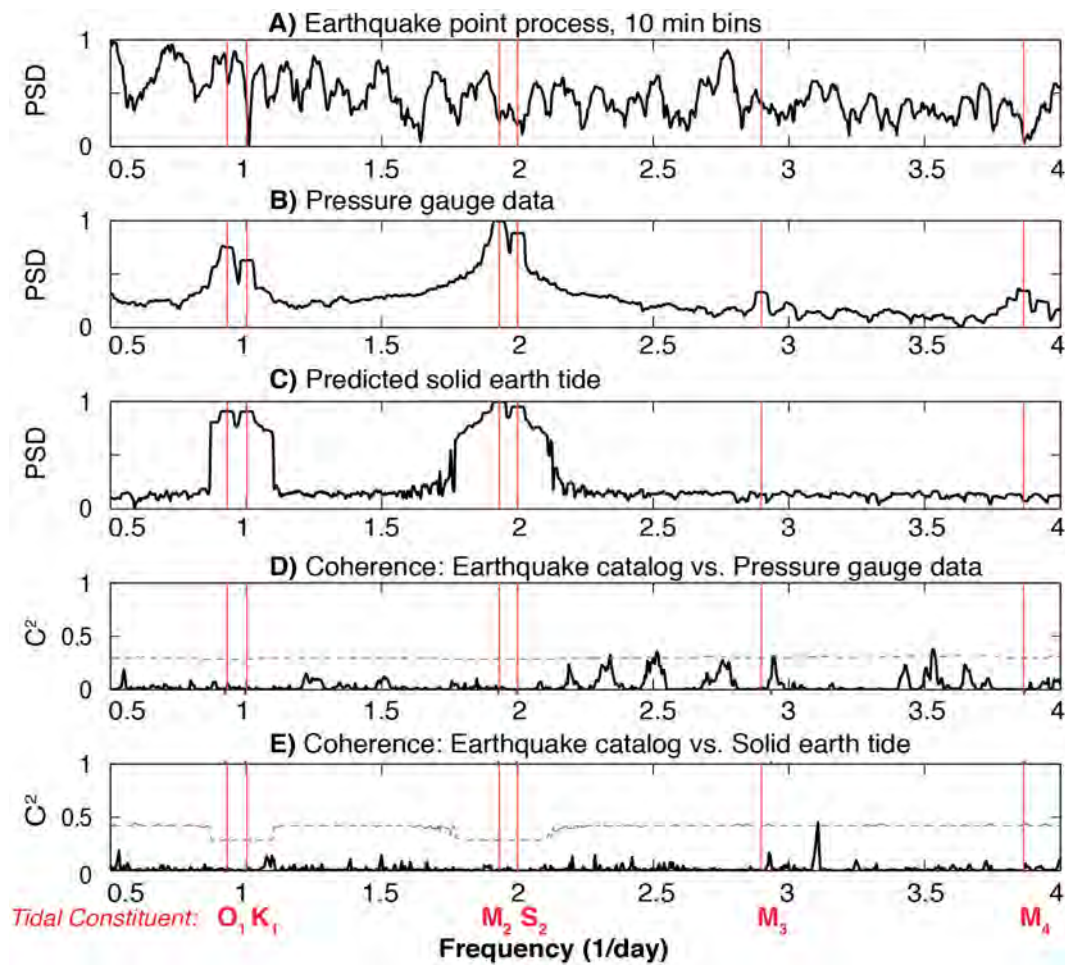 A) Earthquake point process, 10 min bins
1
PSD
0
0.5 1 1.5 2 2.5 3 3.5 4
B) Pressure gauge data
1
PSD
0
0.5 1 1.5 2 2.5 3 3.5 4
C) Predicted solid earth tide
1
PSD
0
0.5 1 1.5 2 2.5 3 3.5 4
D) Coherence: Earthquake catalog vs. Pressure gauge data
1
C² 0.5
0
0.5 1 1.5 2 2.5 3 3.5 4
E) Coherence: Earthquake catalog vs. Solid earth tide
1
C² 0.5
0
0.5 1 1.5 2 2.5 3 3.5 4
Tidal Constituent: O₁ K₁ M₂ S₂ M₃ M₄
Frequency (1/day)